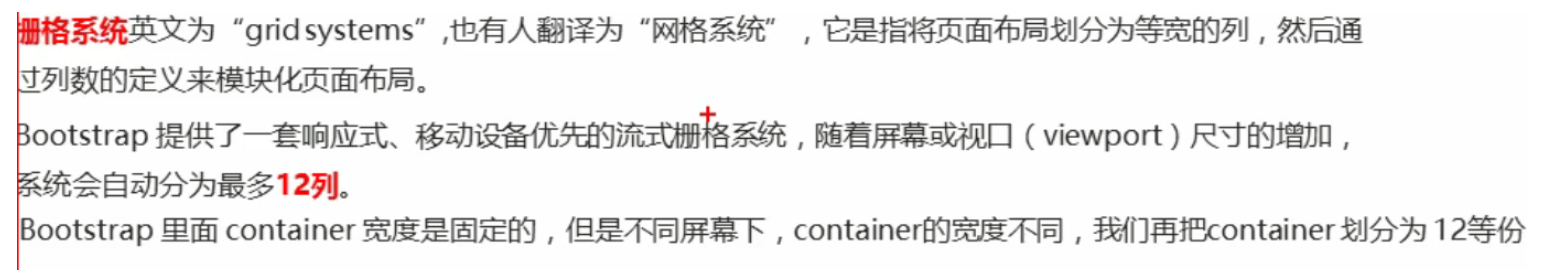 栅格系统英文为“grid systems”,也有人翻译为“网格系统”，它是指将页面布局划分为等宽的列，然后通
过列数的定义来模块化页面布局。
Bootstrap 提供了一套响应式、移动设备优先的流式栅格系统，随着屏幕或视口（viewport）尺寸的增加，
系统会自动分为最多12列。
Bootstrap 里面 container 宽度是固定的，但是不同屏幕下，container的宽度不同，我们再把container 划分为 12等份